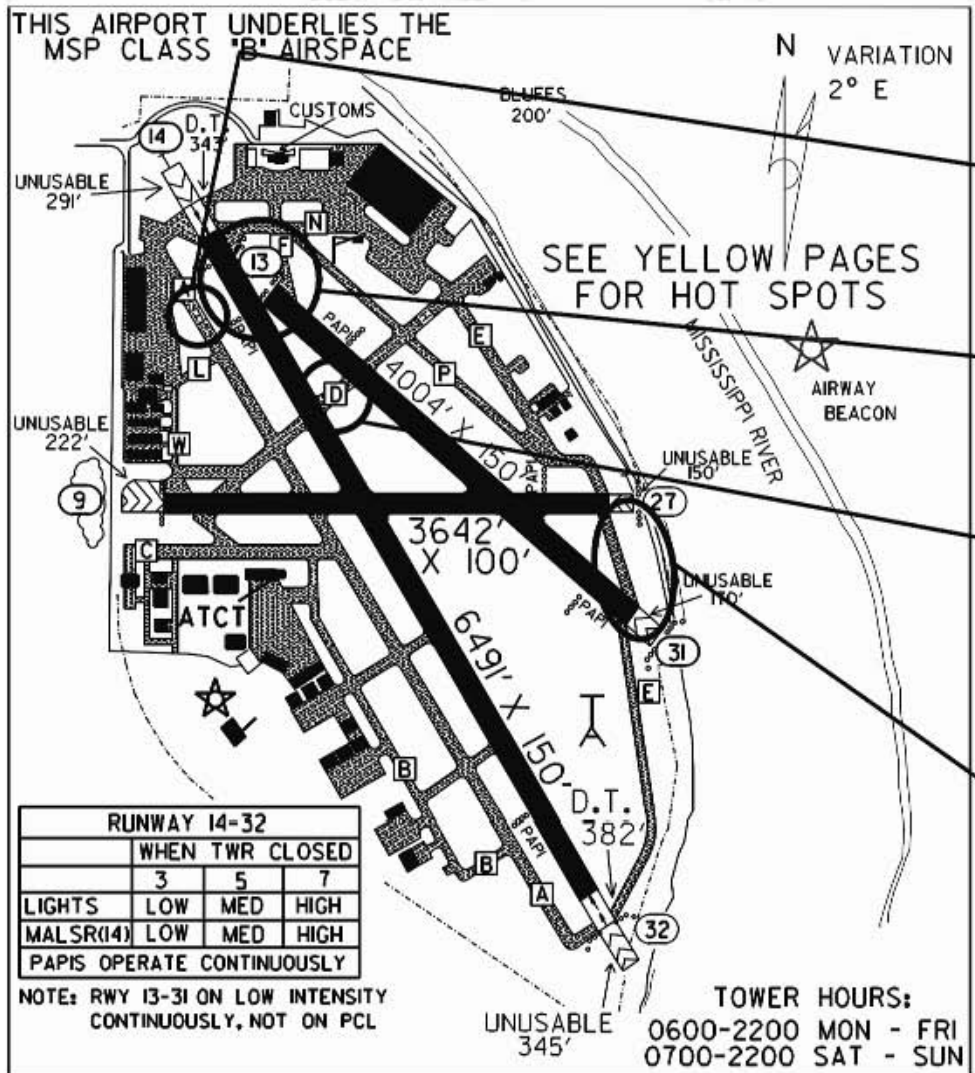 THIS AIRPORT UNDERLIES THE
MSP CLASS "B" AIRSPACE
N
VARIATION
2° E
BLUFFS
200'
CUSTOMS
14
D.T.
343'
UNUSABLE
291'
N
F
13
SEE YELLOW PAGES
FOR HOT SPOTS
A
PAPI
PAPI
E
MISSISSIPPI RIVER
L
P
D
4004' X 150'
AIRWAY
BEACON
UNUSABLE
222'
W
PAPI
UNUSABLE
150'
9
27
3642'
X 100'
C
UNUSABLE
170'
ATCT
PAPI
31
E
6491' X 150'
B
D.T.
382'
PAPI
B
A
32
RUNWAY 14-32
WHEN TWR CLOSED
3 5 7
LIGHTS LOW MED HIGH
MALSR(14) LOW MED HIGH
PAPIS OPERATE CONTINUOUSLY
NOTE: RWY 13-31 ON LOW INTENSITY
CONTINUOUSLY, NOT ON PCL
UNUSABLE
345'
TOWER HOURS:
0600-2200 MON - FRI
0700-2200 SAT - SUN